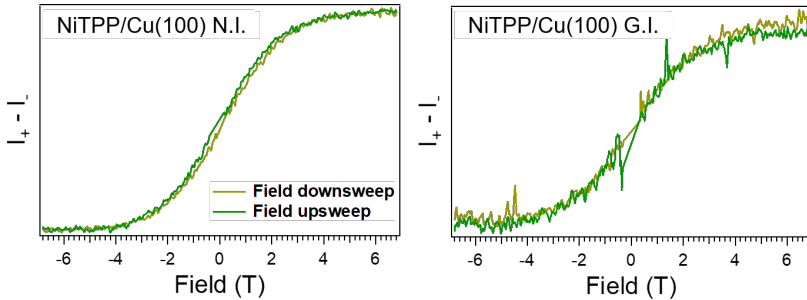 NiTPP/Cu(100) N.I.
I+ - I-
Field downsweep
Field upsweep
-6 -4 -2 0 2 4 6
Field (T)
NiTPP/Cu(100) G.I.
I+ - I-
-6 -4 -2 0 2 4 6
Field (T)